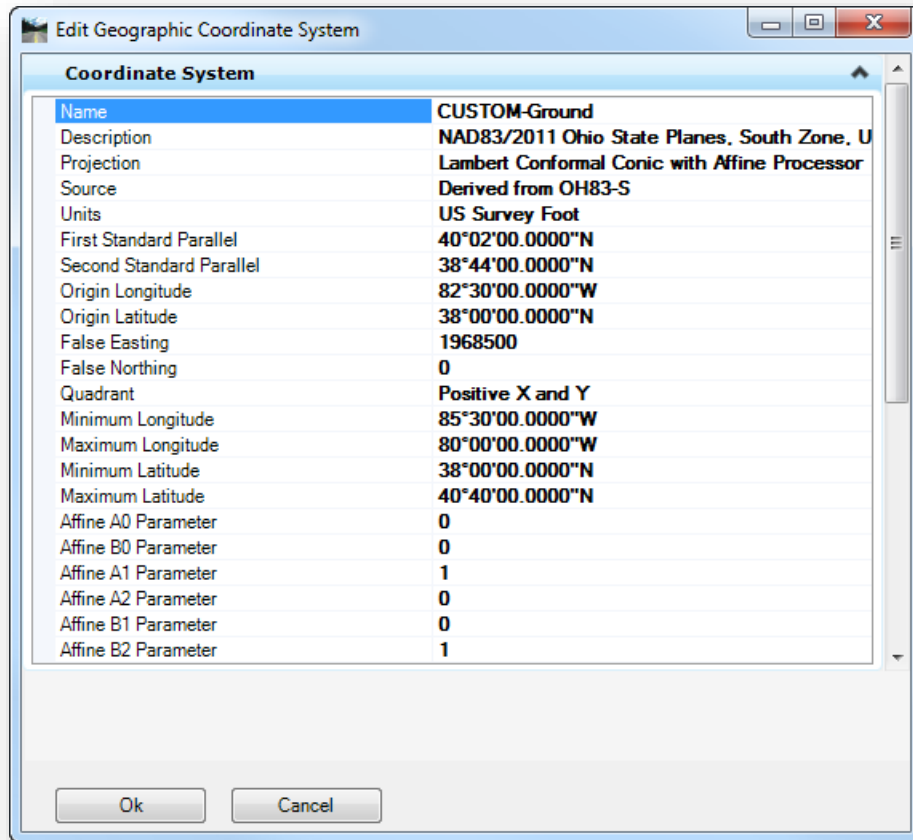 Edit Geographic Coordinate System
Coordinate System
Name CUSTOM-Ground
Description NAD83/2011 Ohio State Planes, South Zone, U
Projection Lambert Conformal Conic with Affine Processor
Source Derived from OH83-S
Units US Survey Foot
First Standard Parallel 40°02'00.0000"N
Second Standard Parallel 38°44'00.0000"N
Origin Longitude 82°30'00.0000"W
Origin Latitude 38°00'00.0000"N
False Easting 1968500
False Northing 0
Quadrant Positive X and Y
Minimum Longitude 85°30'00.0000"W
Maximum Longitude 80°00'00.0000"W
Minimum Latitude 38°00'00.0000"N
Maximum Latitude 40°40'00.0000"N
Affine A0 Parameter 0
Affine B0 Parameter 0
Affine A1 Parameter 1
Affine A2 Parameter 0
Affine B1 Parameter 0
Affine B2 Parameter 1
Ok Cancel